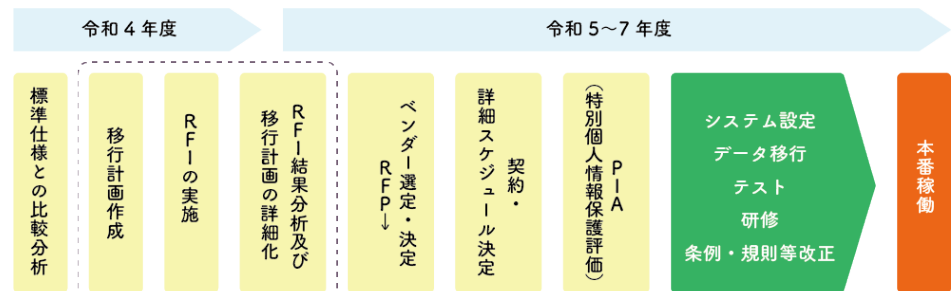 令和4年度
令和5〜7年度
標準仕様との比較分析
移行計画作成
RFIの実施
RFI結果分析及び
移行計画の詳細化
ベンダー選定・決定
RFP→
契約・
詳細スケジュール決定
PIA
（特別個人情報保護評価）
システム設定
データ移行
テスト
研修
条例・規則等改正
本番稼働